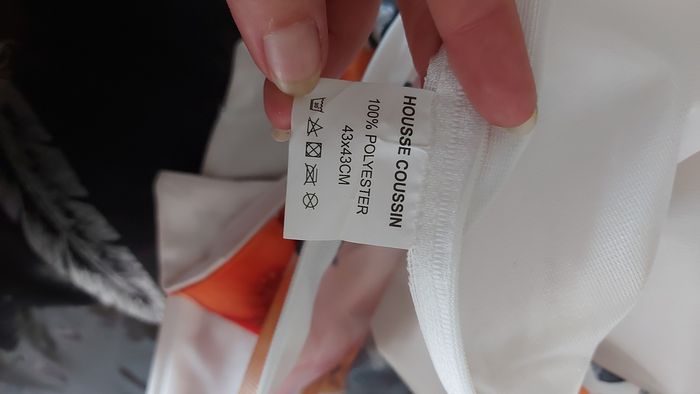 HOUSSE COUSSIN
100% POLYESTER
43x43CM